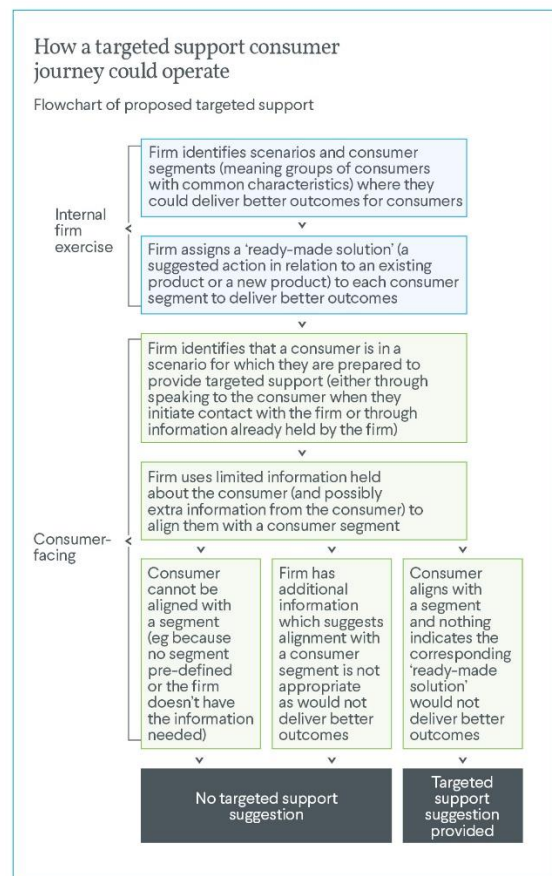 How a targeted support consumer
journey could operate
Flowchart of proposed targeted support
Internal
firm
exercise
Firm identifies scenarios and consumer
segments (meaning groups of consumers
with common characteristics) where they
could deliver better outcomes for consumers
Firm assigns a ‘ready-made solution’ (a
suggested action in relation to an existing
product or a new product) to each consumer
segment to deliver better outcomes
Consumer-
facing
Firm identifies that a consumer is in a
scenario for which they are prepared to
provide targeted support (either through
speaking to the consumer when they
initiate contact with the firm or through
information already held by the firm)
Firm uses limited information held
about the consumer (and possibly
extra information from the consumer) to
align them with a consumer segment
Consumer
cannot be
aligned with
a segment
(eg because
no segment
pre-defined
or the firm
doesn’t have
the information
needed)
Firm has
additional
information
which suggests
alignment with
a consumer
segment is not
appropriate
as would not
deliver better
outcomes
Consumer
aligns with
a segment
and nothing
indicates the
corresponding
‘ready-made
solution’
would not
deliver better
outcomes
No targeted support
suggestion
Targeted
support
suggestion
provided